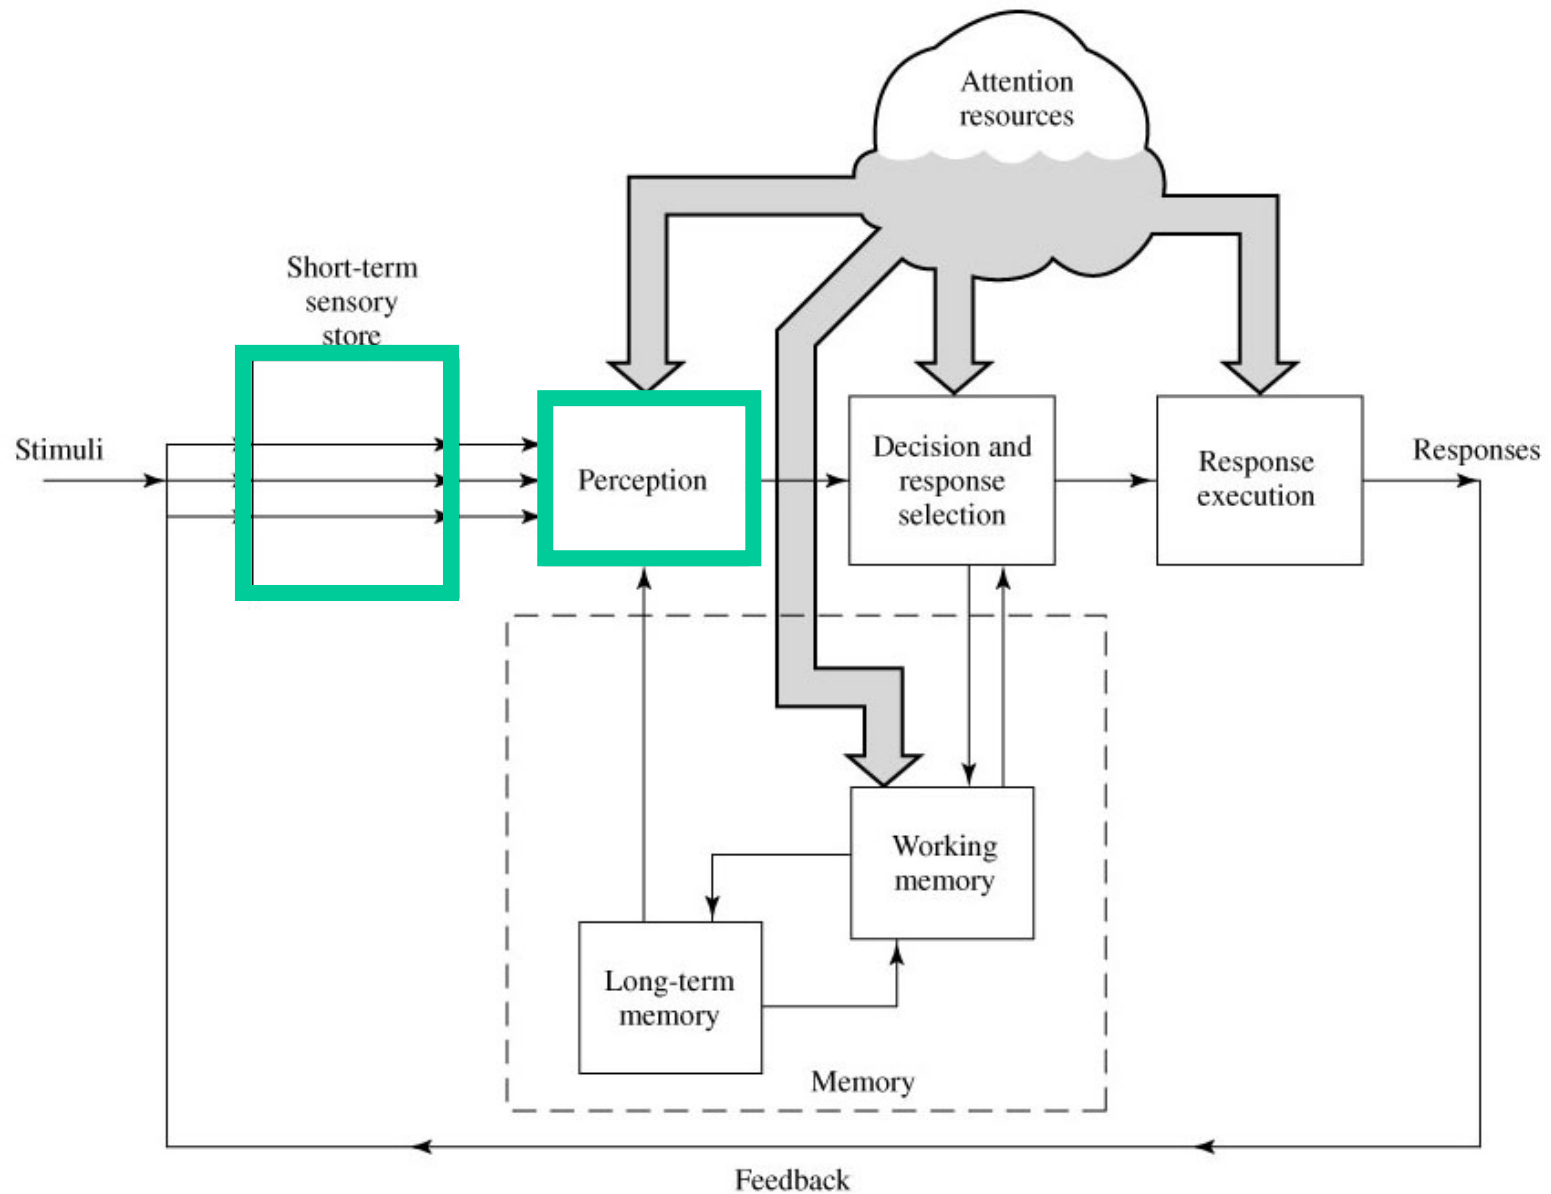 Attention
resources
Short-term
sensory
store
Stimuli
Perception
Decision and
response
selection
Response
execution
Responses
Working
memory
Long-term
memory
Memory
Feedback